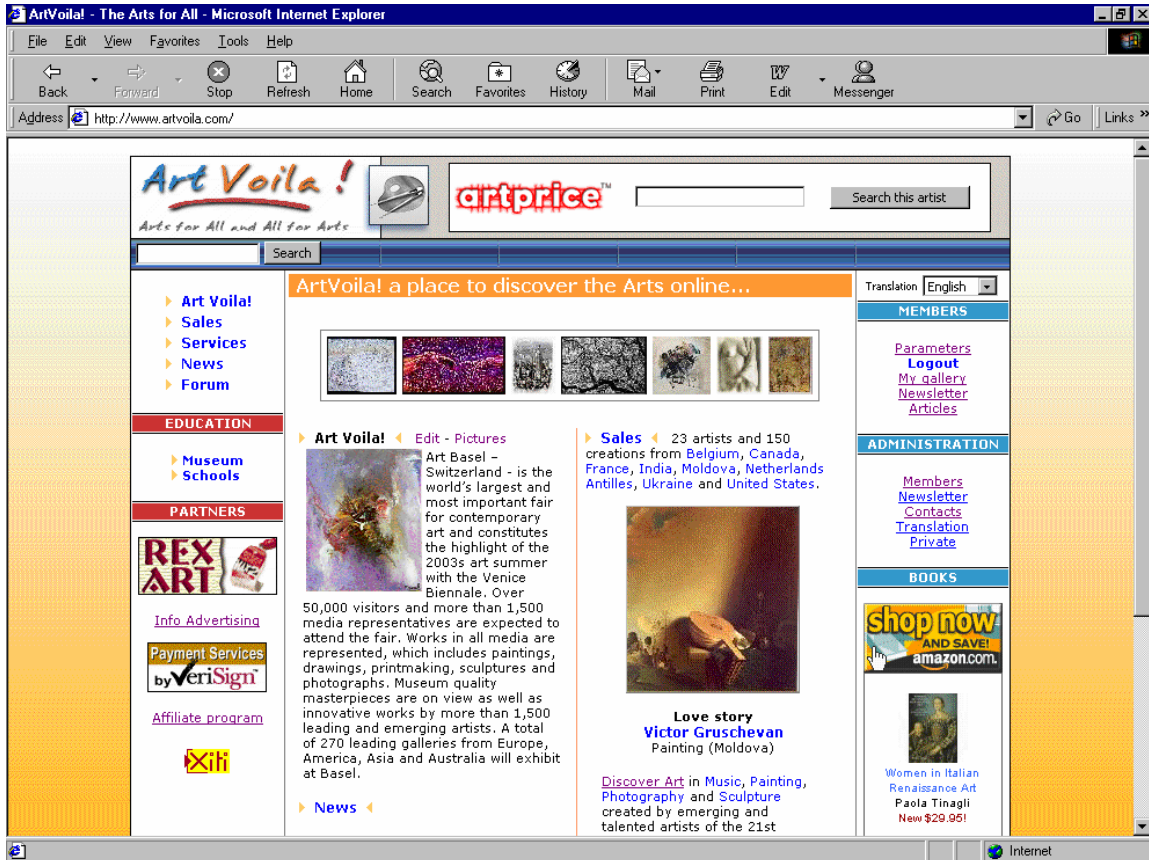 ArtVoila! - The Arts for All - Microsoft Internet Explorer
File Edit View Favorites Tools Help
Back Forward Stop Refresh Home Search Favorites History Mail Print Edit Messenger
Address http://www.artvoila.com/ Go Links »
Art Voila!
Arts for All and All for Arts
artprice™ Search this artist
Search
Art Voila!
Sales
Services
News
Forum
EDUCATION
Museum
Schools
PARTNERS
REX
ART
Info Advertising
Payment Services
by VeriSign™
Affiliate program
Xiti
ArtVoila! a place to discover the Arts online...
Art Voila! Edit - Pictures
Art Basel –
Switzerland - is the
world's largest and
most important fair
for contemporary
art and constitutes
the highlight of the
2003s art summer
with the Venice
Biennale. Over
50,000 visitors and more than 1,500
media representatives are expected to
attend the fair. Works in all media are
represented, which includes paintings,
drawings, printmaking, sculptures and
photographs. Museum quality
masterpieces are on view as well as
innovative works by more than 1,500
leading and emerging artists. A total
of 270 leading galleries from Europe,
America, Asia and Australia will exhibit
at Basel.
News
Sales 23 artists and 150
creations from Belgium, Canada,
France, India, Moldova, Netherlands
Antilles, Ukraine and United States.
Love story
Victor Gruschevan
Painting (Moldova)
Discover Art in Music, Painting,
Photography and Sculpture
created by emerging and
talented artists of the 21st
Translation English
MEMBERS
Parameters
Logout
My gallery
Newsletter
Articles
ADMINISTRATION
Members
Newsletter
Contacts
Translation
Private
BOOKS
shop now
AND SAVE!
amazon.com.
Women in Italian
Renaissance Art
Paola Tinagli
New $29.95!
Internet